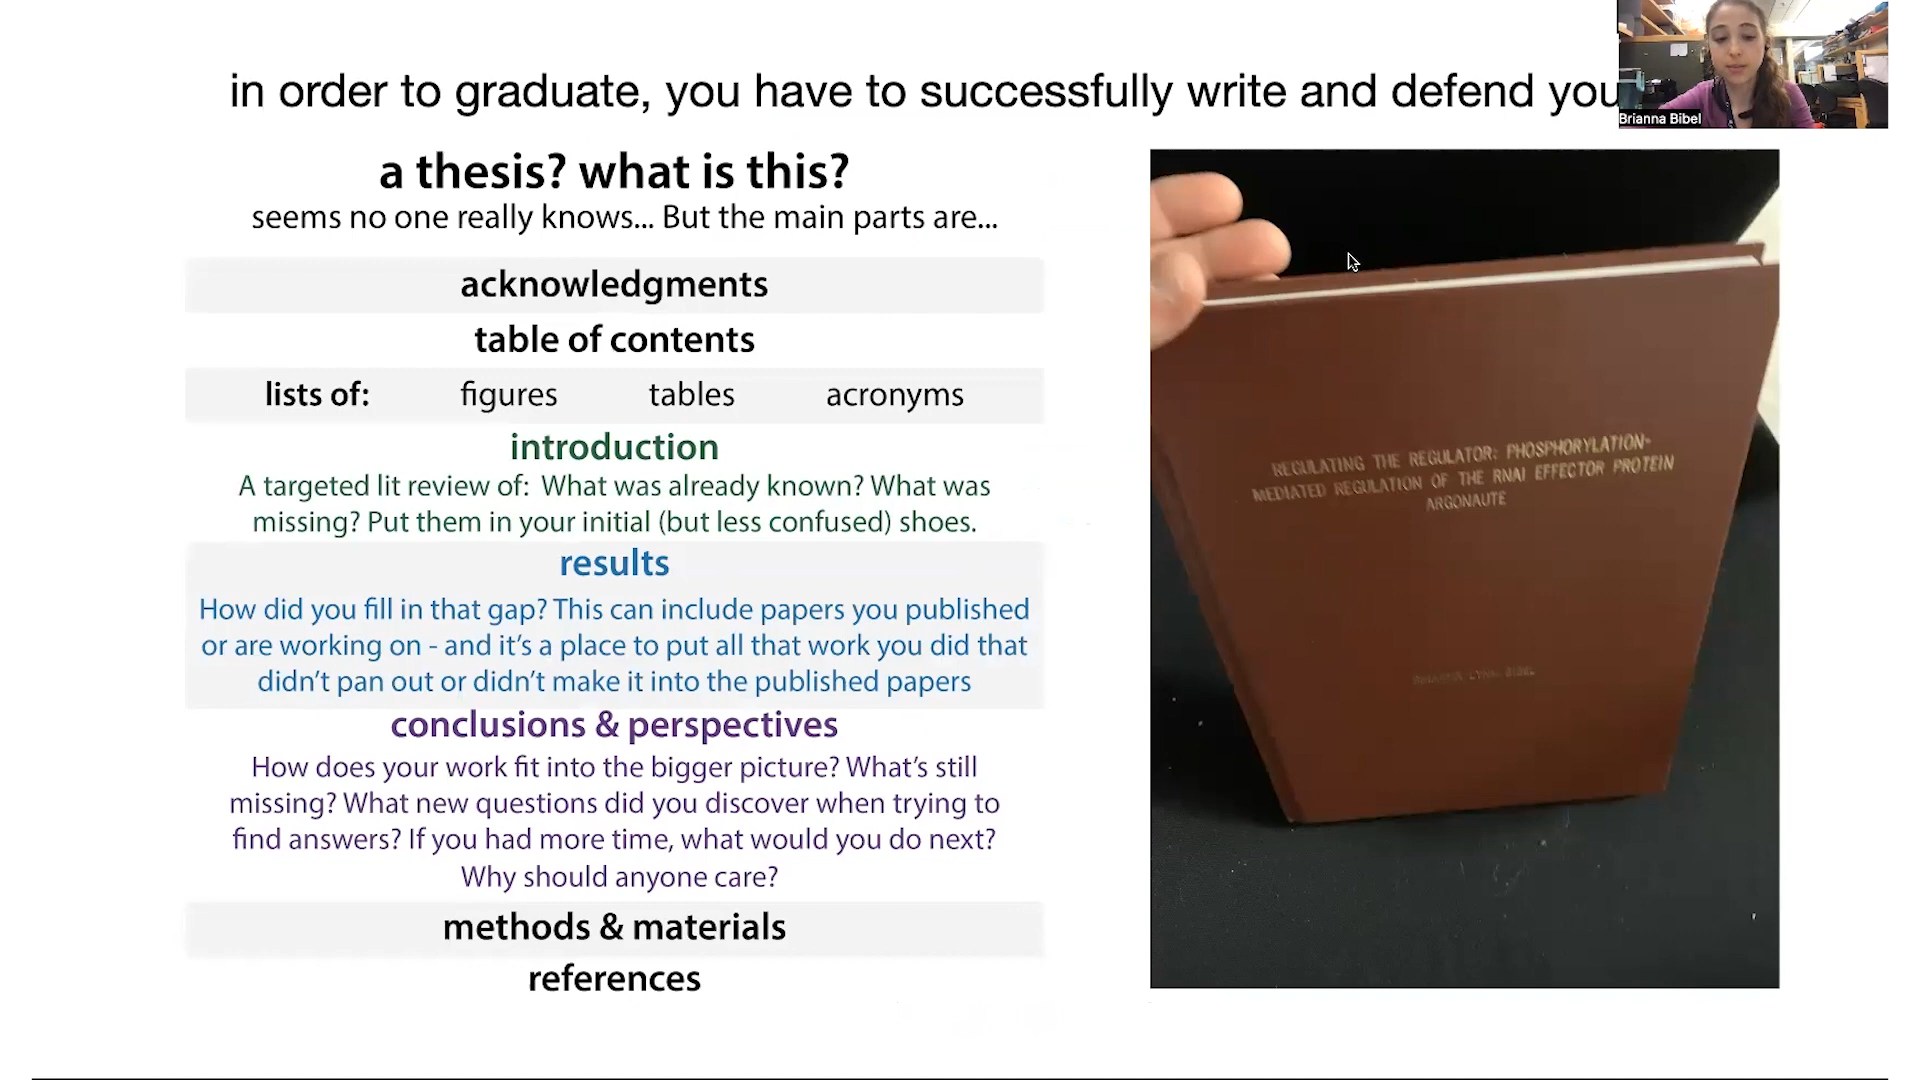 in order to graduate, you have to successfully write and defend you
Brianna Bibel
a thesis? what is this?
seems no one really knows... But the main parts are...
acknowledgments
table of contents
lists of: figures tables acronyms
introduction
A targeted lit review of: What was already known? What was
missing? Put them in your initial (but less confused) shoes.
results
How did you fill in that gap? This can include papers you published
or are working on - and it's a place to put all that work you did that
didn't pan out or didn't make it into the published papers
conclusions & perspectives
How does your work fit into the bigger picture? What's still
missing? What new questions did you discover when trying to
find answers? If you had more time, what would you do next?
Why should anyone care?
methods & materials
references
REGULATING THE REGULATOR: PHOSPHORYLATION-
MEDIATED REGULATION OF THE RNAI EFFECTOR PROTEIN
ARGONAUTE
BRIANNA LYNN BIBEL